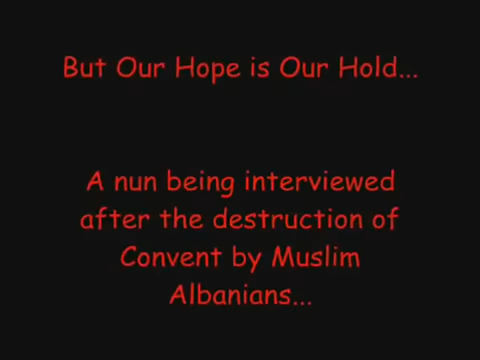 But Our Hope is Our Hold...
A nun being interviewed
after the destruction of
Convent by Muslim
Albanians...